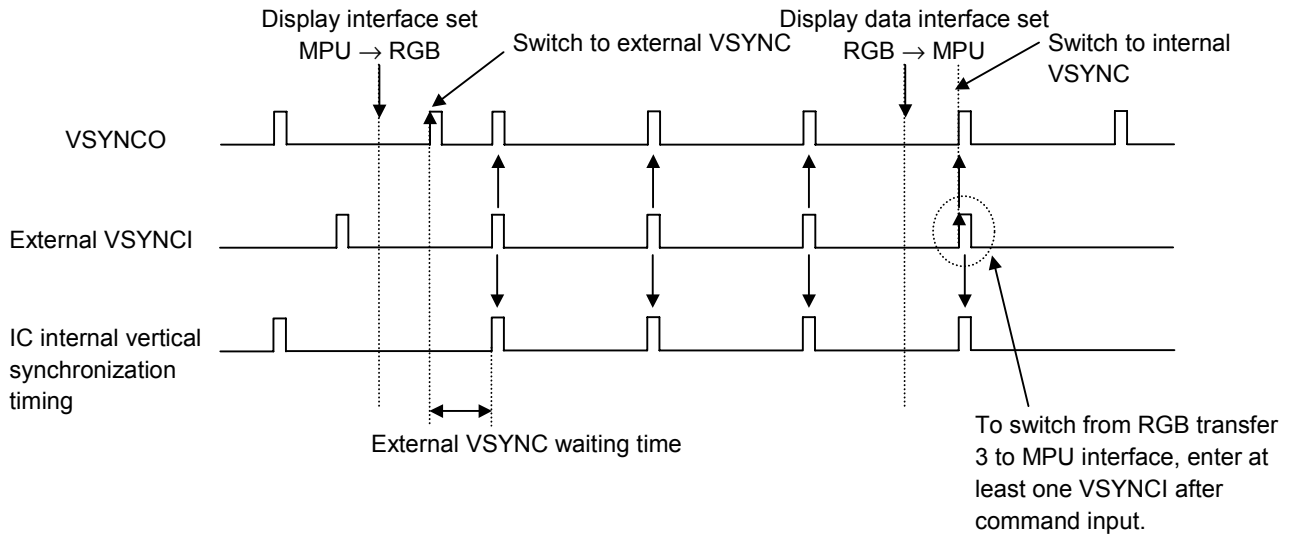 Display interface set
MPU → RGB
Switch to external VSYNC
Display data interface set
RGB → MPU
Switch to internal
VSYNC
VSYNCO
External VSYNCI
IC internal vertical
synchronization
timing
External VSYNC waiting time
To switch from RGB transfer
3 to MPU interface, enter at
least one VSYNCI after
command input.